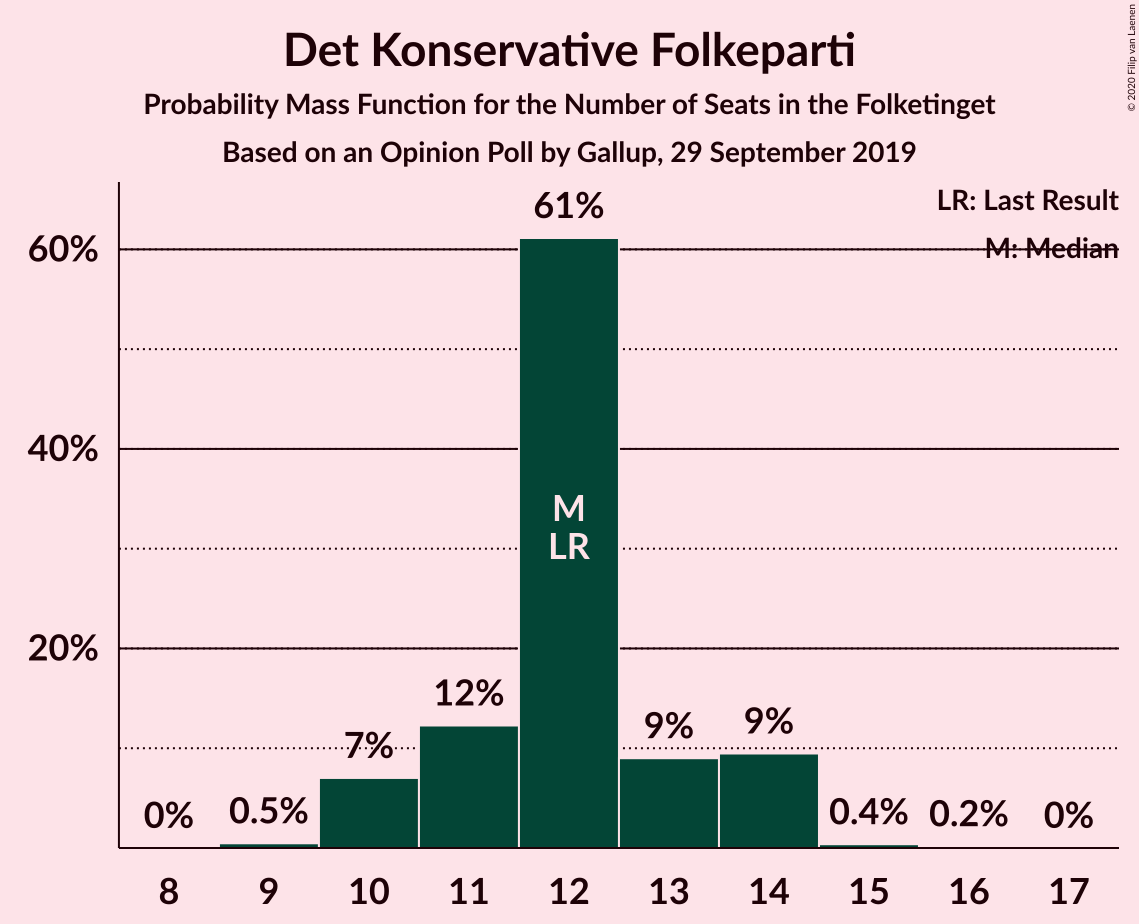 Det Konservative Folkeparti
Probability Mass Function for the Number of Seats in the Folketinget
Based on an Opinion Poll by Gallup, 29 September 2019
© 2020 Filip van Laenen
LR: Last Result
M: Median
60%
40%
20%
0%
0.5%
7%
12%
61%
M
LR
9%
9%
0.4%
0.2%
0%
8
9
10
11
12
13
14
15
16
17